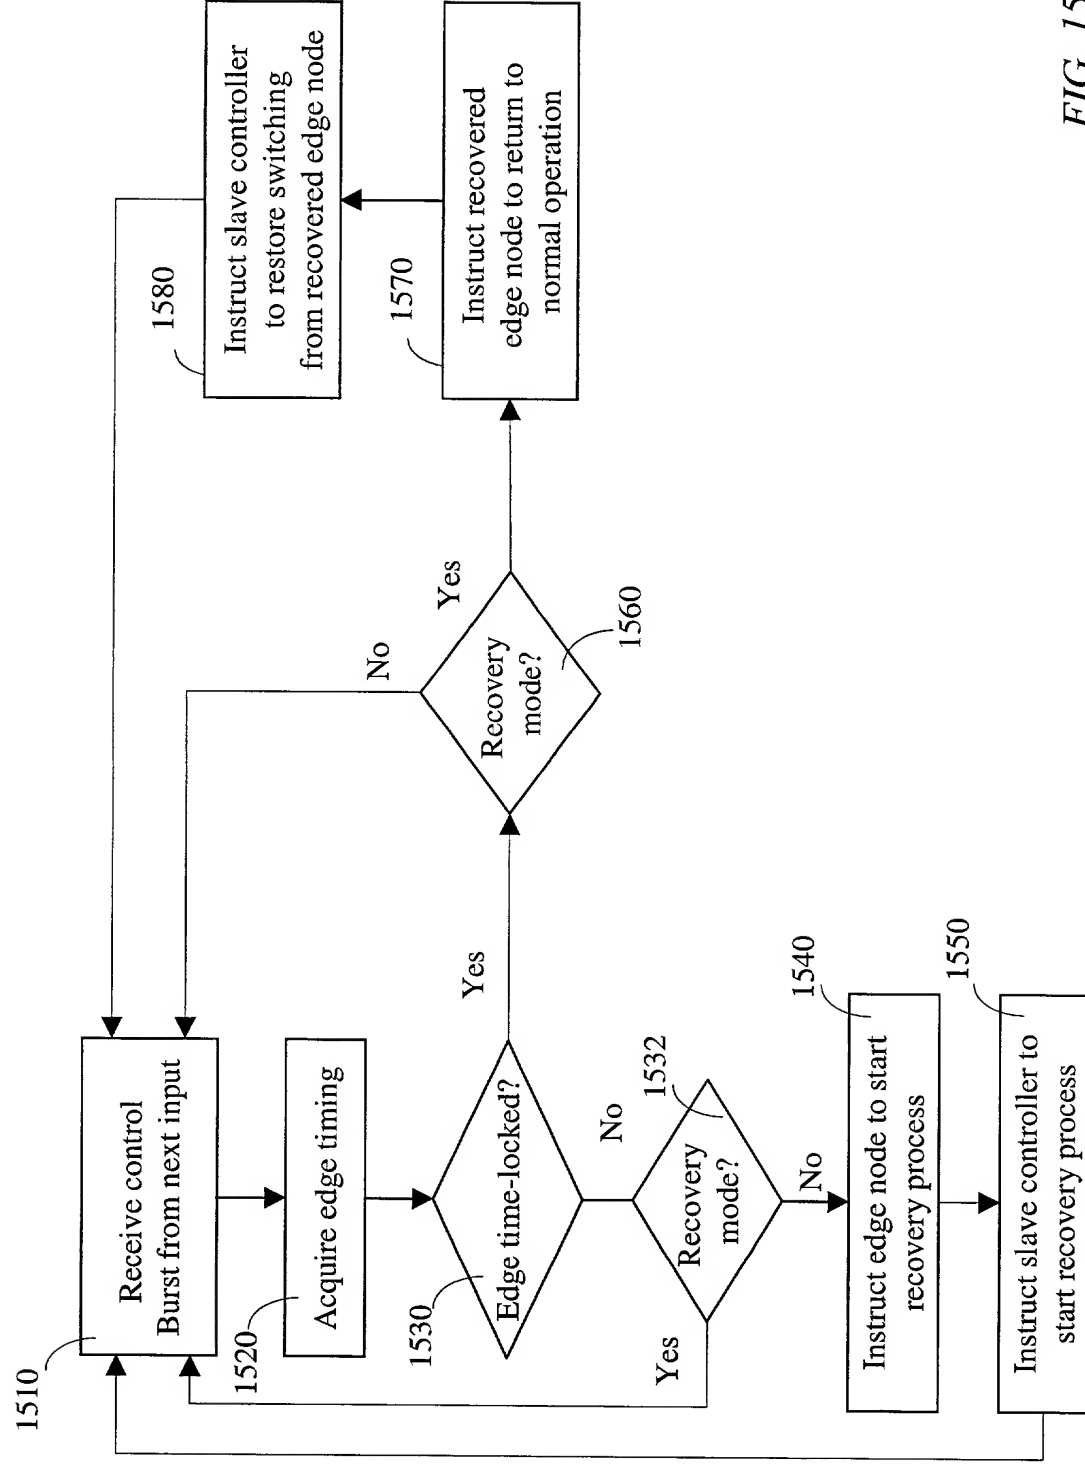 1510
Receive control
Burst from next input
1520
Acquire edge timing
1530
Edge time-locked?
Yes
No
1532
Recovery
mode?
Yes
No
1540
Instruct edge node to start
recovery process
1550
Instruct slave controller to
start recovery process
Recovery
mode?
1560
No
Yes
1570
Instruct recovered
edge node to return to
normal operation
1580
Instruct slave controller
to restore switching
from recovered edge node
FIG. 15